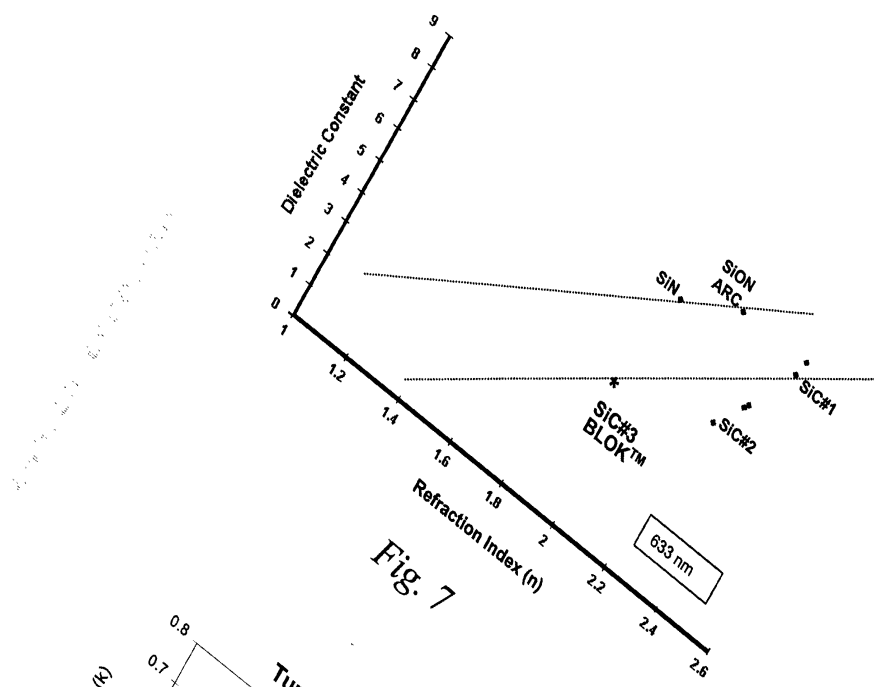 9
8
7
6
5
4
3
2
1
0
Dielectric Constant
1
1.2
1.4
1.6
1.8
2
2.2
2.4
2.6
Refraction Index (n)
SiN
SiON
ARC
SiC#1
SiC#2
SiC#3
BLOK™
633 nm
Fig. 7
0.8
0.7
(k)